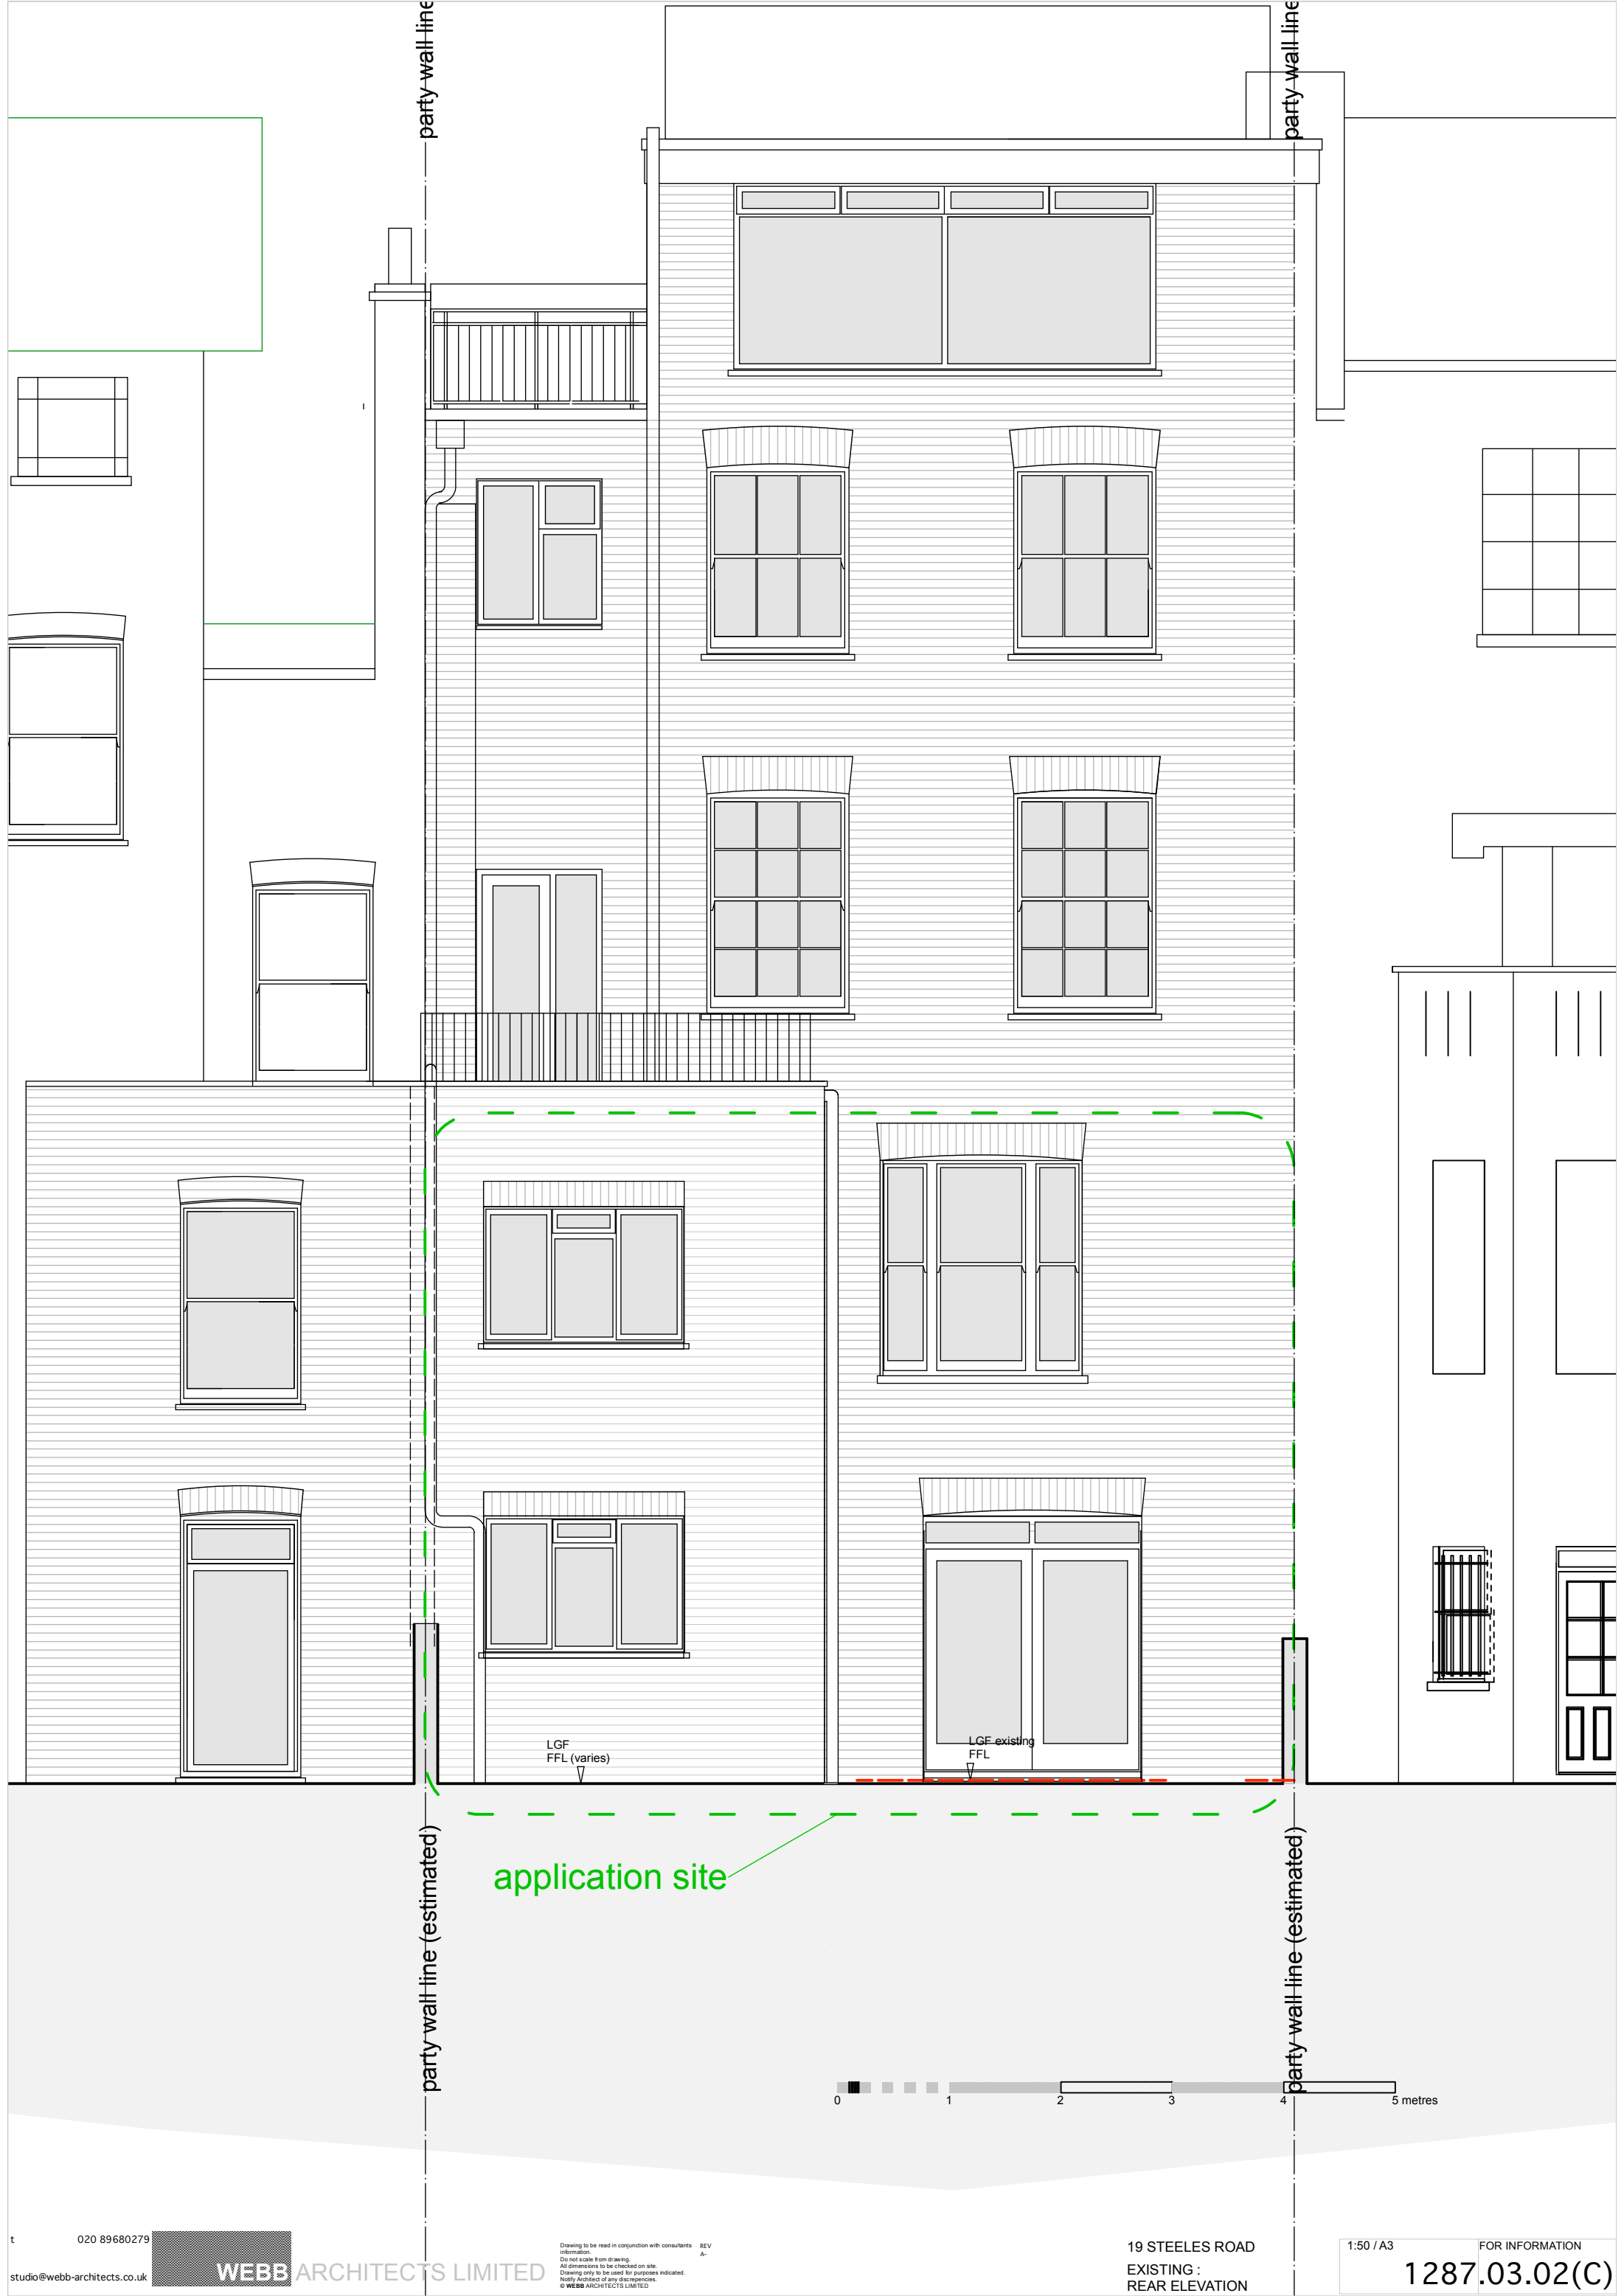 party wall line
party wall line
LGF
FFL (varies)
LGF existing
FFL
application site
party wall line (estimated)
party wall line (estimated)
0 1 2 3 4 5 metres
t 020 89680279
studio@webb-architects.co.uk
WEBB ARCHITECTS LIMITED
Drawing to be read in conjunction with consultants
information.
Do not scale from drawing.
All dimensions to be checked on site.
Drawing only to be used for purposes indicated.
Notify Architect of any discrepencies.
© WEBB ARCHITECTS LIMITED
REV
A-
19 STEELES ROAD
EXISTING :
REAR ELEVATION
1:50 / A3
FOR INFORMATION
1287.03.02(C)